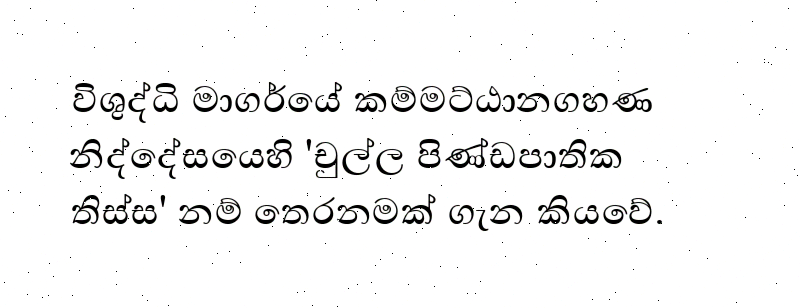 විශුද්ධි මාගර්යේ කම්මට්ඨානගහණ
නිද්දේසයෙහි 'චුල්ල පිණ්ඩපාතික
තිස්ස' නම් තෙරනමක් ගැන කියවේ.